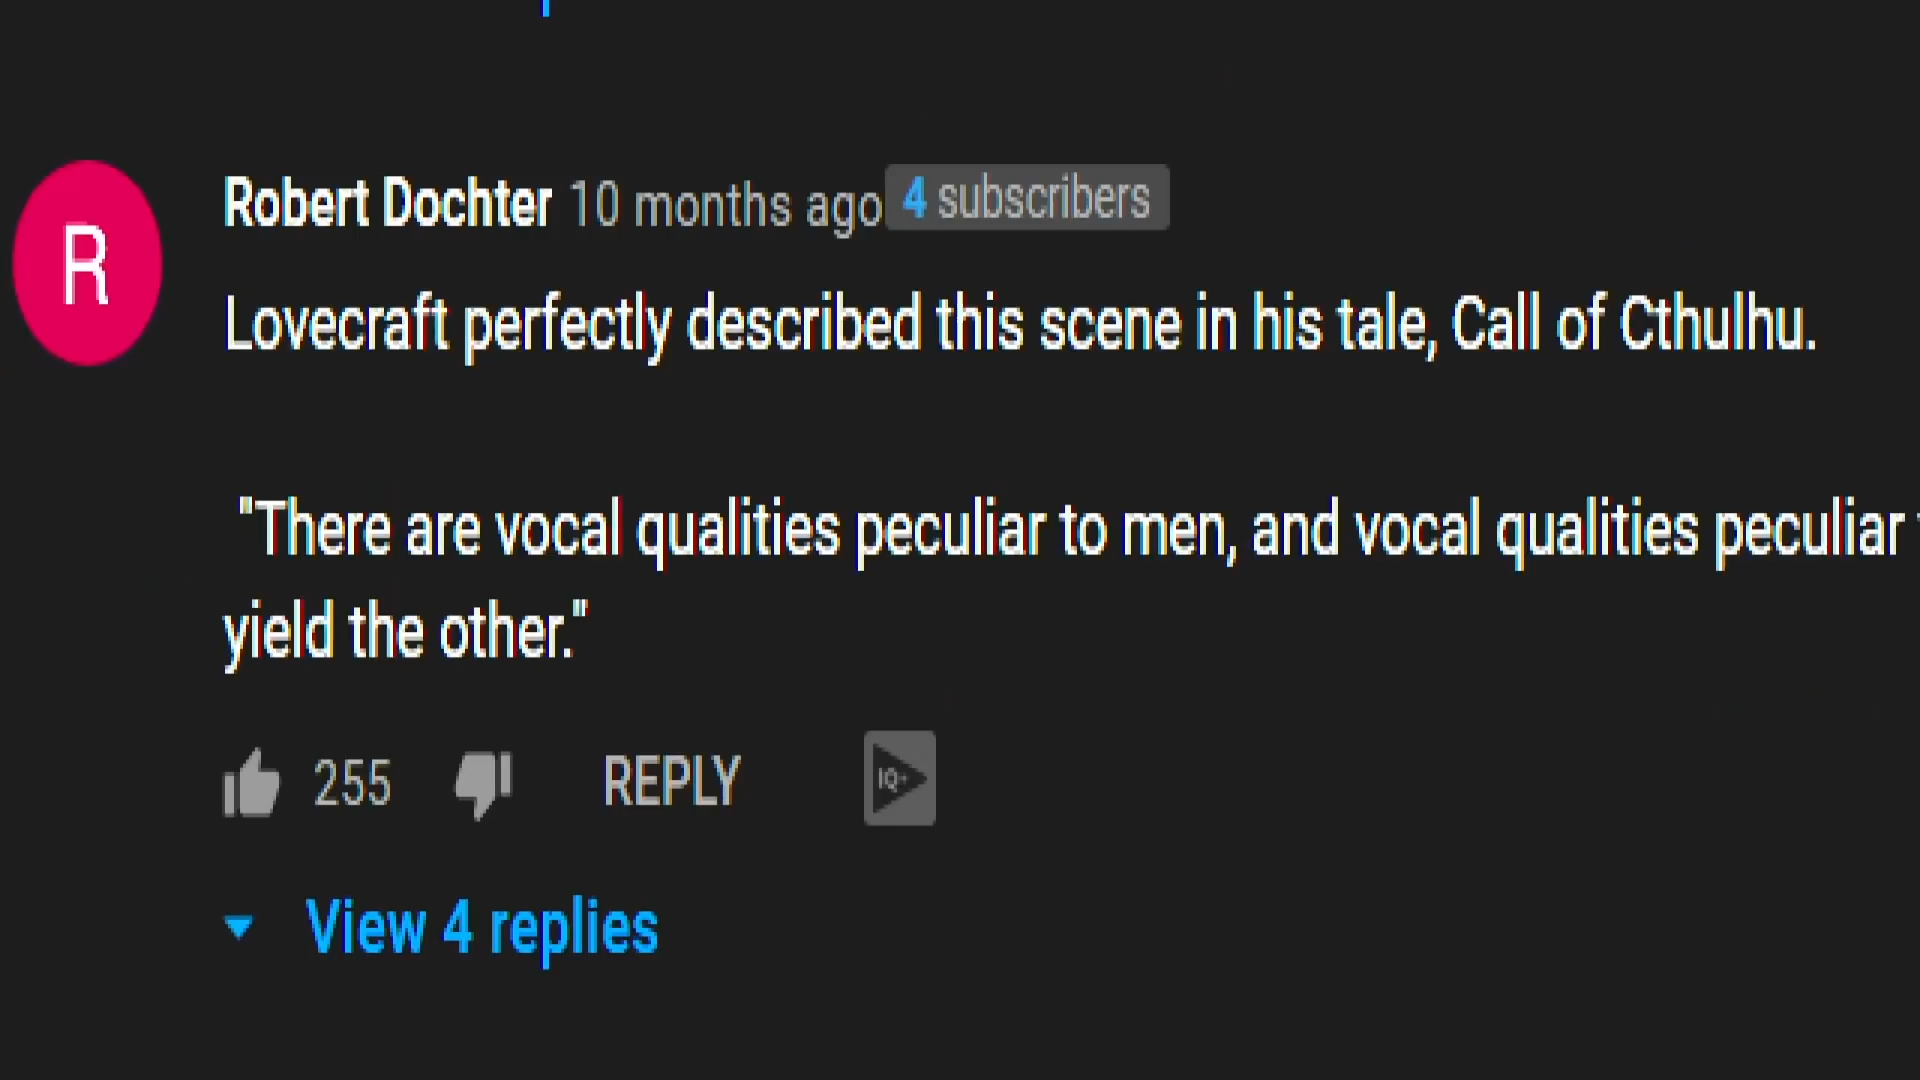 R
Robert Dochter 10 months ago 4 subscribers
Lovecraft perfectly described this scene in his tale, Call of Cthulhu.
"There are vocal qualities peculiar to men, and vocal qualities peculiar
yield the other."
255 REPLY IQ+
View 4 replies